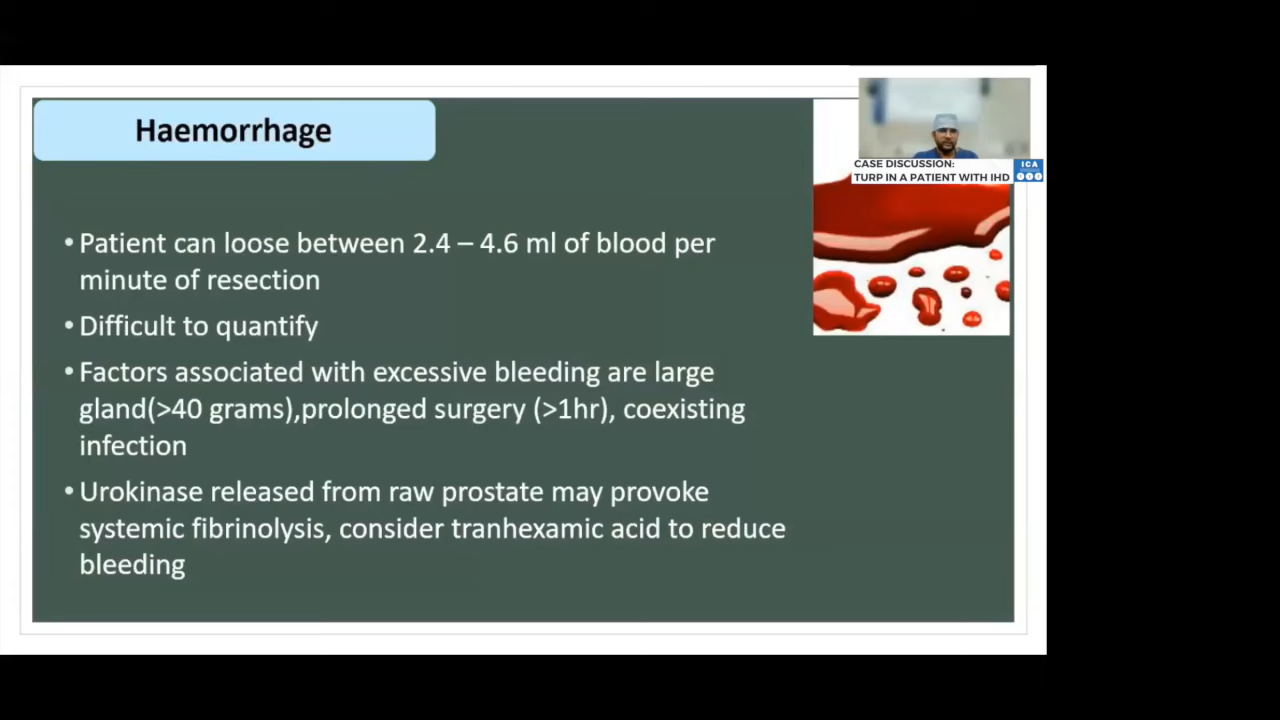 Haemorrhage
CASE DISCUSSION:
TURP IN A PATIENT WITH IHD
ICA
• Patient can loose between 2.4 – 4.6 ml of blood per
minute of resection
• Difficult to quantify
• Factors associated with excessive bleeding are large
gland(>40 grams),prolonged surgery (>1hr), coexisting
infection
• Urokinase released from raw prostate may provoke
systemic fibrinolysis, consider tranhexamic acid to reduce
bleeding